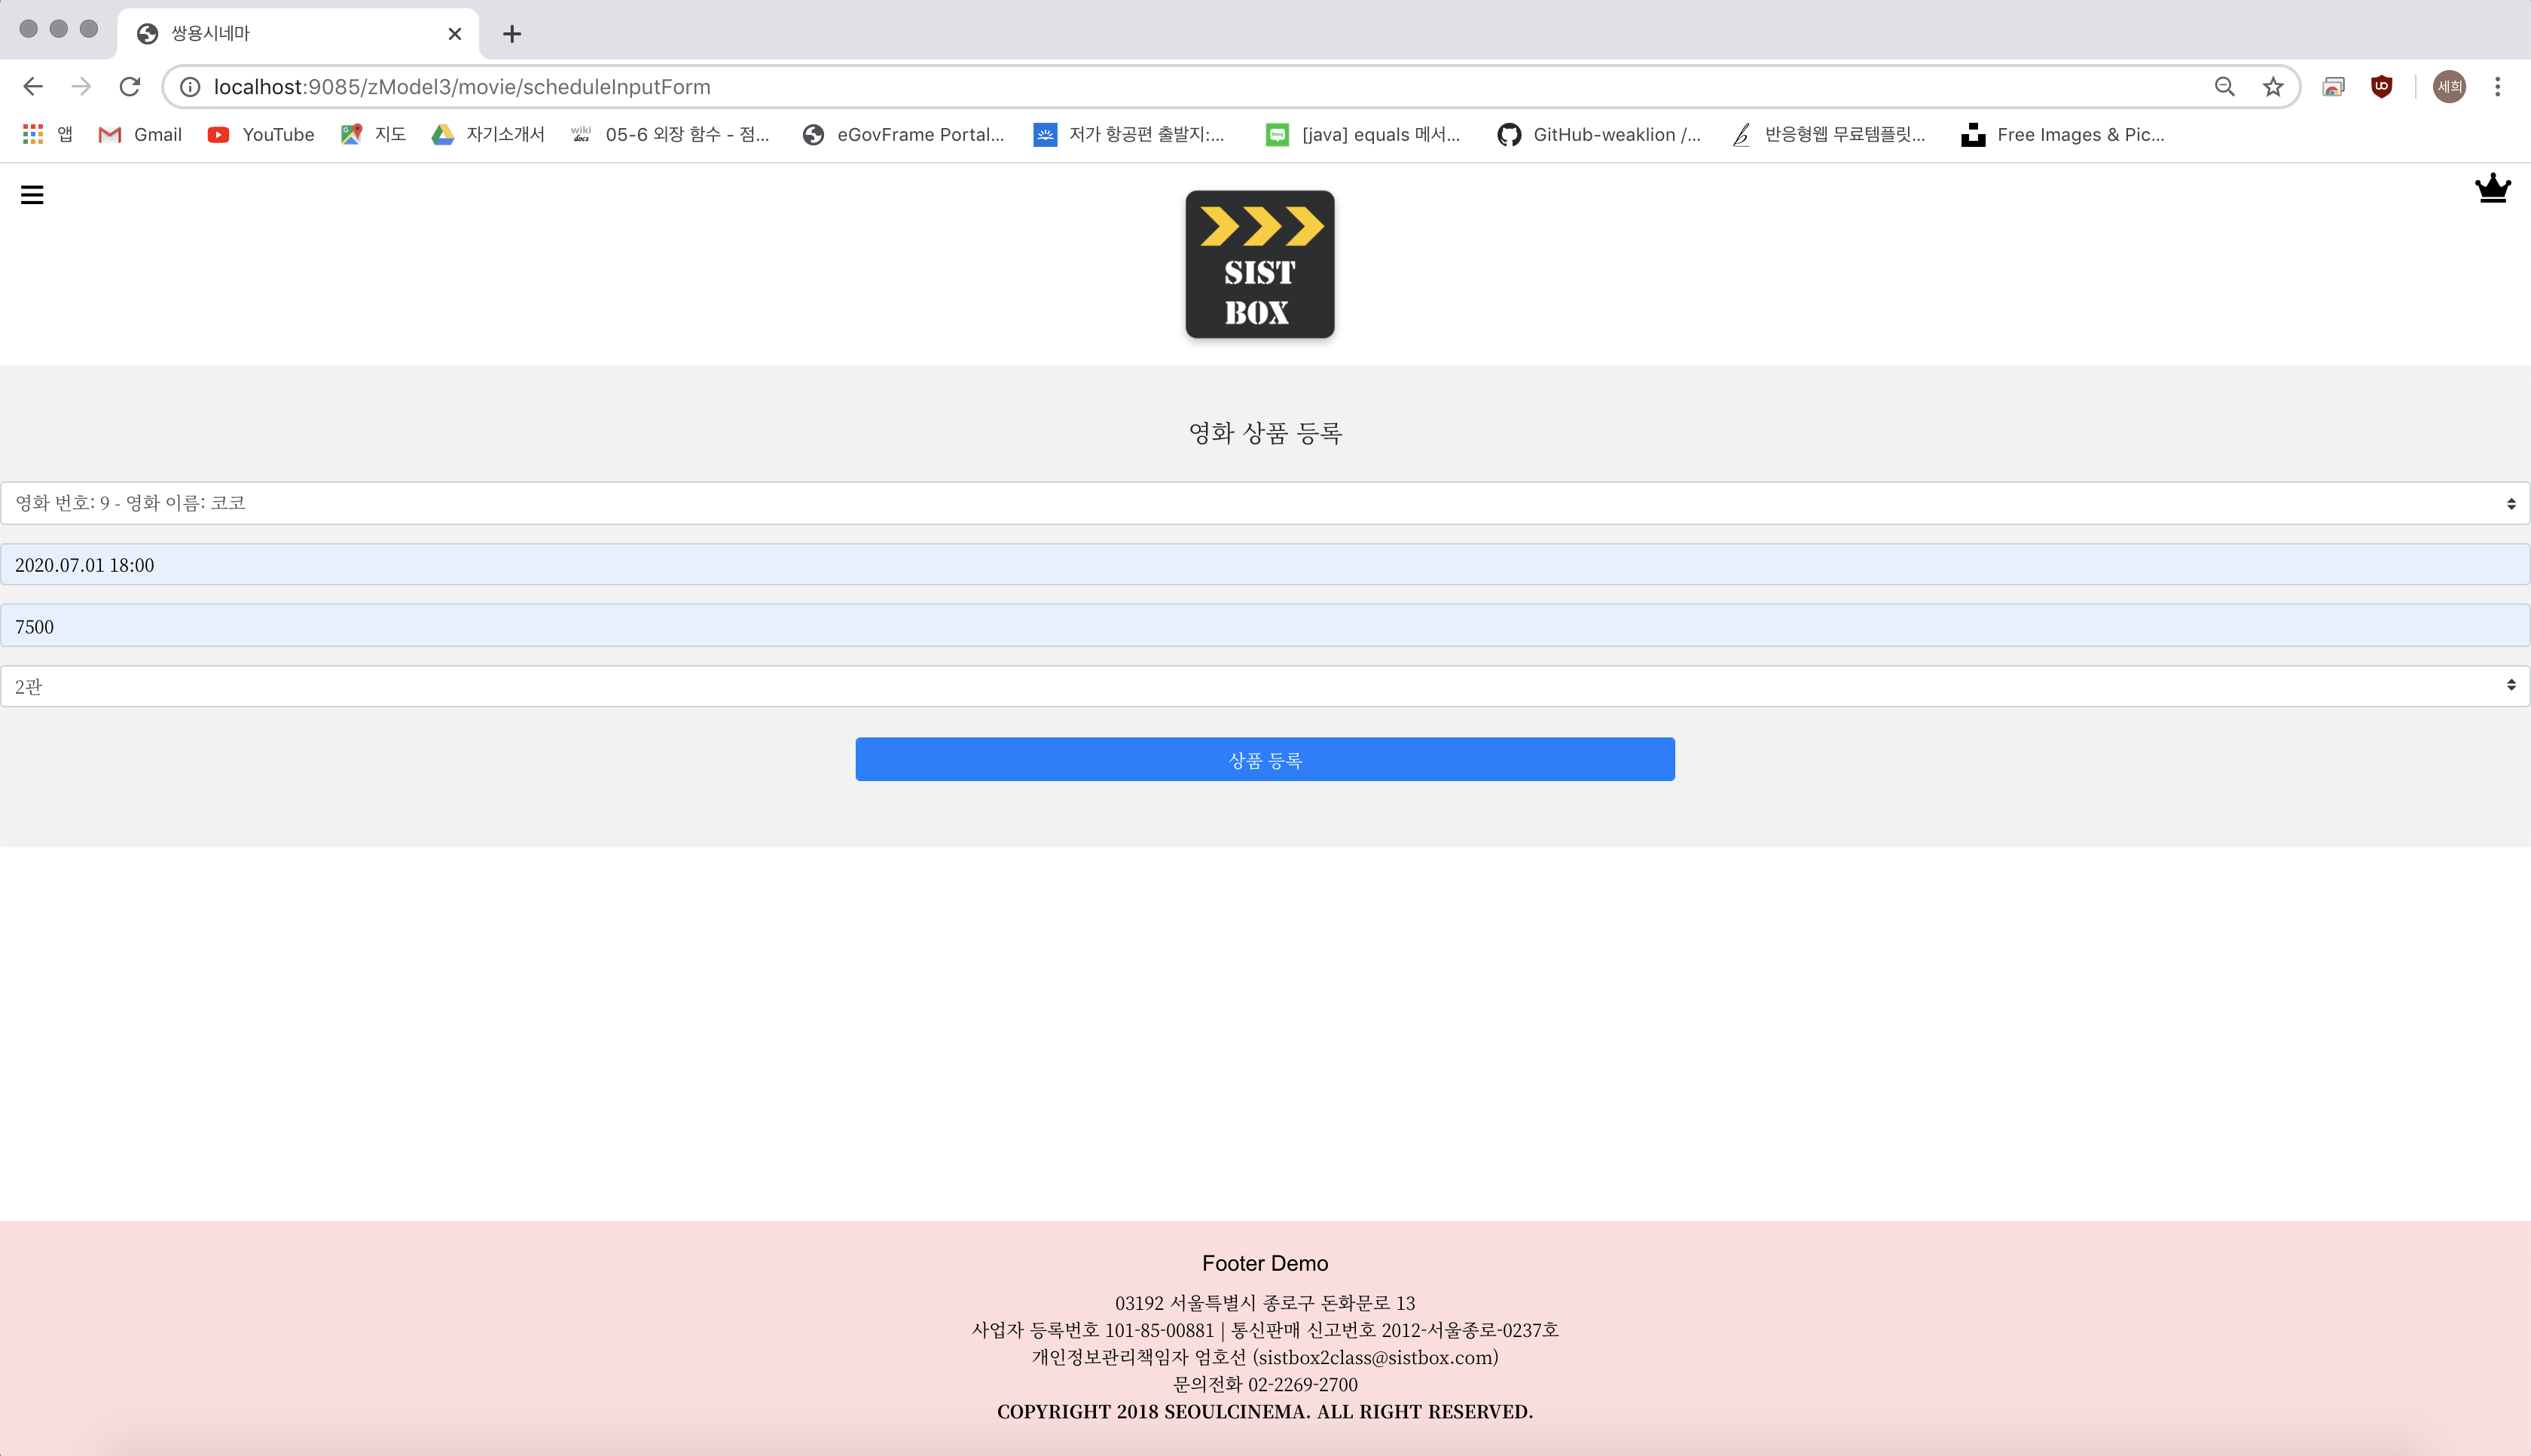 쌍용시네마
localhost:9085/zModel3/movie/scheduleInputForm
세희
앱 Gmail YouTube 지도 자기소개서 wiki docs 05-6 외장 함수 - 점... eGovFrame Portal... 저가 항공편 출발지:... blog [java] equals 메서... GitHub-weaklion /... 반응형웹 무료템플릿... Free Images & Pic...
SIST
BOX
영화 상품 등록
영화 번호: 9 - 영화 이름: 코코
2020.07.01 18:00
7500
2관
상품 등록
Footer Demo
03192 서울특별시 종로구 돈화문로 13
사업자 등록번호 101-85-00881 | 통신판매 신고번호 2012-서울종로-0237호
개인정보관리책임자 엄호선 (sistbox2class@sistbox.com)
문의전화 02-2269-2700
COPYRIGHT 2018 SEOULCINEMA. ALL RIGHT RESERVED.